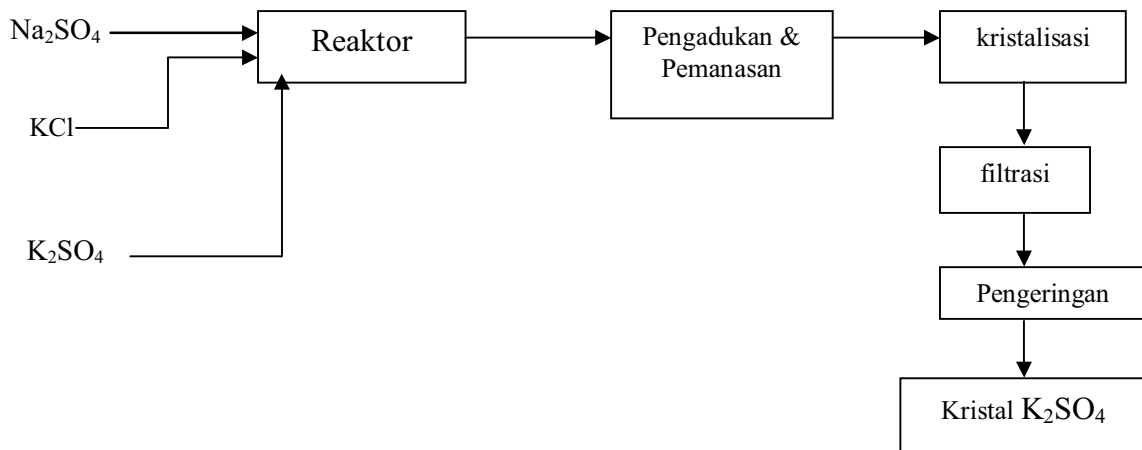 Na₂SO₄
KCl
K₂SO₄
Reaktor
Pengadukan &
Pemanasan
kristalisasi
filtrasi
Pengeringan
Kristal K₂SO₄